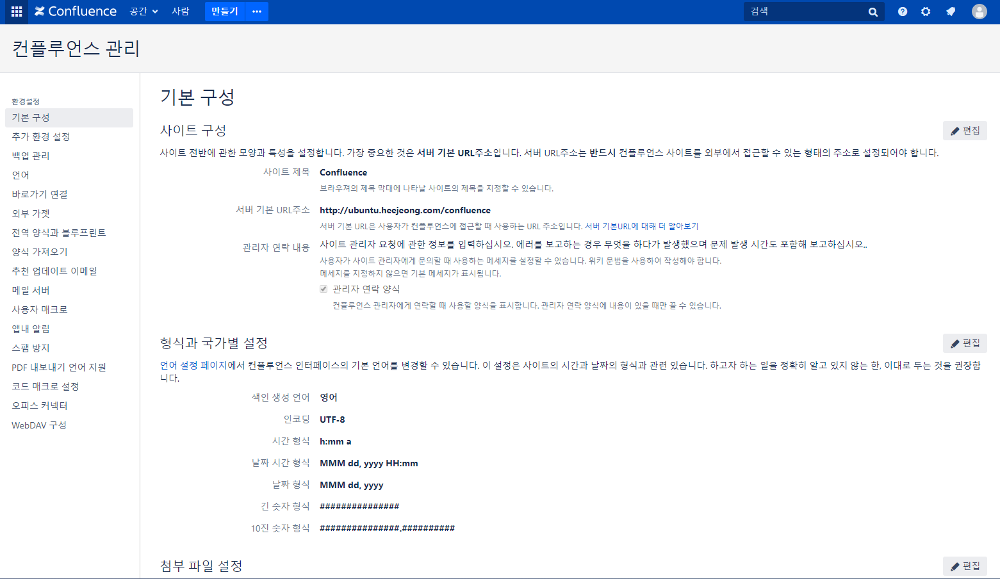 Confluence 공간 사람 만들기 ••• 검색
컨플루언스 관리
환경설정
기본 구성
추가 환경 설정
백업 관리
언어
바로가기 연결
외부 가젯
전역 양식과 블루프린트
양식 가져오기
추천 업데이트 이메일
메일 서버
사용자 매크로
앱내 알림
스팸 방지
PDF 내보내기 언어 지원
코드 매크로 설정
오피스 커넥터
WebDAV 구성
기본 구성
사이트 구성 편집
사이트 전반에 관한 모양과 특성을 설정합니다. 가장 중요한 것은 서버 기본 URL주소입니다. 서버 URL주소는 반드시 컨플루언스 사이트를 외부에서 접근할 수 있는 형태의 주소로 설정되어야 합니다.
사이트 제목 Confluence
브라우져의 제목 막대에 나타날 사이트의 제목을 지정할 수 있습니다.
서버 기본 URL주소 http://ubuntu.heejeong.com/confluence
서버 기본 URL은 사용자가 컨플루언스에 접근할 때 사용하는 URL 주소입니다. 서버 기본URL에 대해 더 알아보기
관리자 연락 내용 사이트 관리자 요청에 관한 정보를 입력하십시오. 에러를 보고하는 경우 무엇을 하다가 발생했으며 문제 발생 시간도 포함해 보고하십시오..
사용자가 사이트 관리자에게 문의할 때 사용하는 메세지를 설정할 수 있습니다. 위키 문법을 사용하여 작성해야 합니다.
메세지를 지정하지 않으면 기본 메세지가 표시됩니다.
관리자 연락 양식
컨플루언스 관리자에게 연락할 때 사용할 양식을 표시합니다. 관리자 연락 양식에 내용이 있을 때만 끌 수 있습니다.
형식과 국가별 설정 편집
언어 설정 페이지에서 컨플루언스 인터페이스의 기본 언어를 변경할 수 있습니다. 이 설정은 사이트의 시간과 날짜의 형식과 관련 있습니다. 하고자 하는 일을 정확히 알고 있지 않는 한, 이대로 두는 것을 권장합
니다.
색인 생성 언어 영어
인코딩 UTF-8
시간 형식 h:mm a
날짜 시간 형식 MMM dd, yyyy HH:mm
날짜 형식 MMM dd, yyyy
긴 숫자 형식 ###############
10진 숫자 형식 ###############.##########
첨부 파일 설정 편집